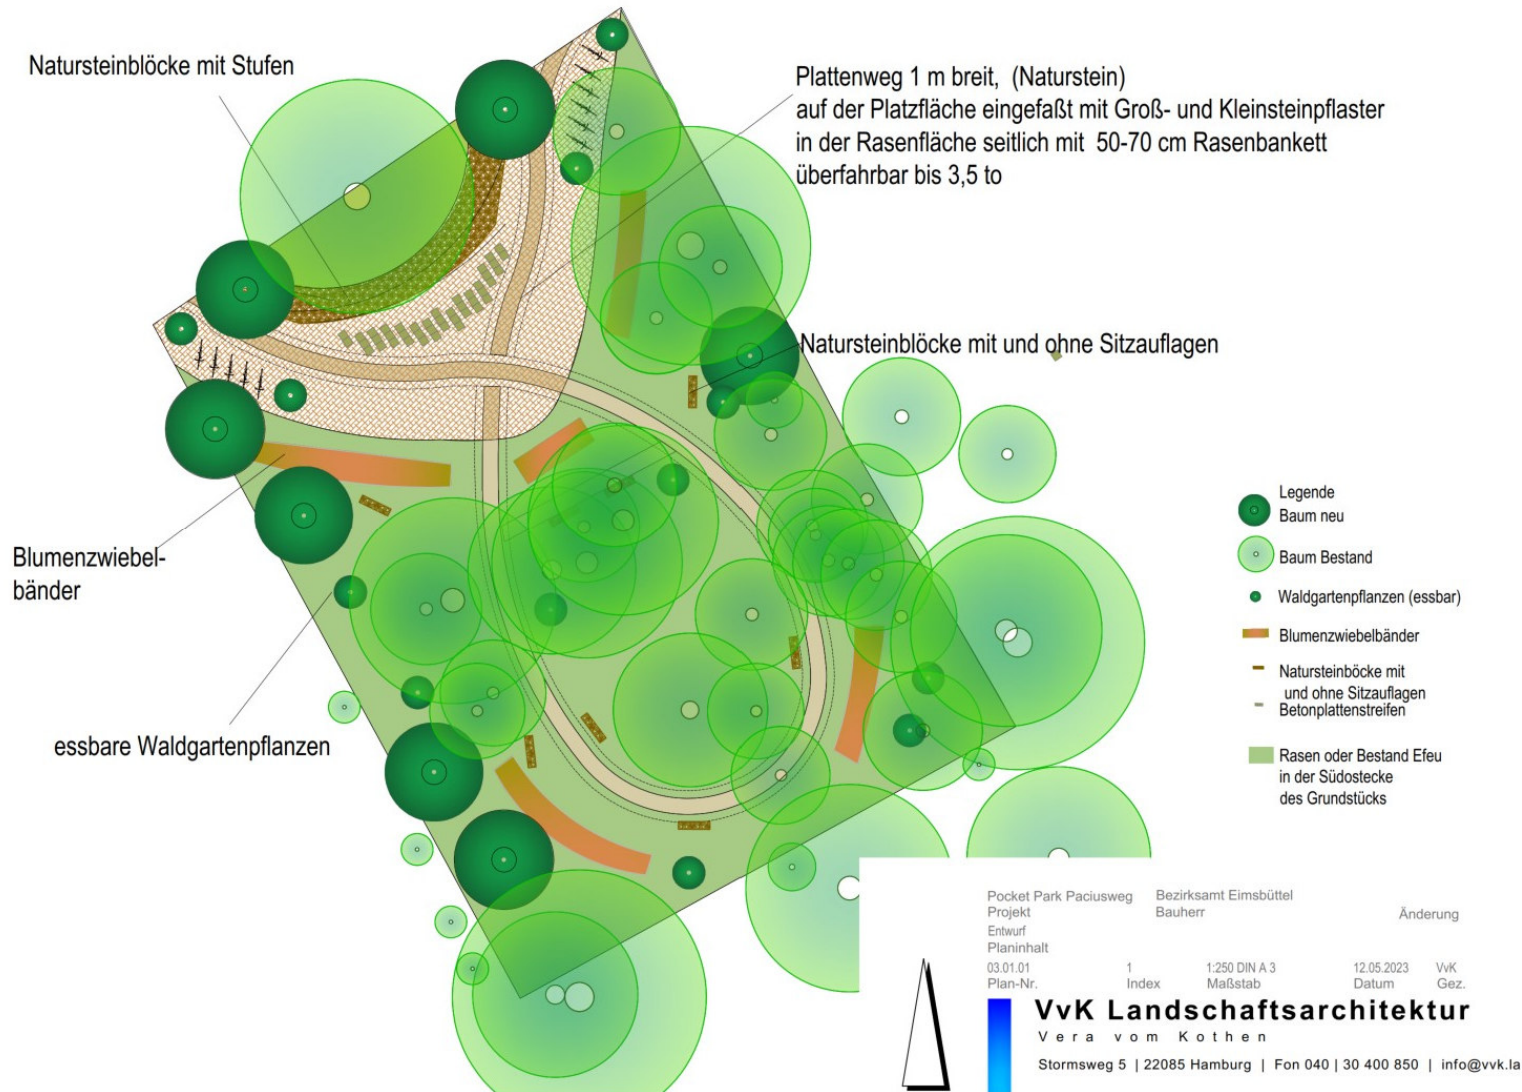 Natursteinblöcke mit Stufen
Plattenweg 1 m breit, (Naturstein)
auf der Platzfläche eingefaßt mit Groß- und Kleinsteinpflaster
in der Rasenfläche seitlich mit 50-70 cm Rasenbankett
überfahrbar bis 3,5 to
Natursteinblöcke mit und ohne Sitzauflagen
Blumenzwiebel-
bänder
essbare Waldgartenpflanzen
Legende
Baum neu
Baum Bestand
Waldgartenpflanzen (essbar)
Blumenzwiebelbänder
Natursteinböcke mit
und ohne Sitzauflagen
Betonplattenstreifen
Rasen oder Bestand Efeu
in der Südostecke
des Grundstücks
Pocket Park Paciusweg Bezirksamt Eimsbüttel
Projekt Bauherr Änderung
Entwurf
Planinhalt
03.01.01 1 1:250 DIN A 3 12.05.2023 VvK
Plan-Nr. Index Maßstab Datum Gez.
VvK Landschaftsarchitektur
Vera vom Kothen
Stormsweg 5 | 22085 Hamburg | Fon 040 | 30 400 850 | info@vvk.la